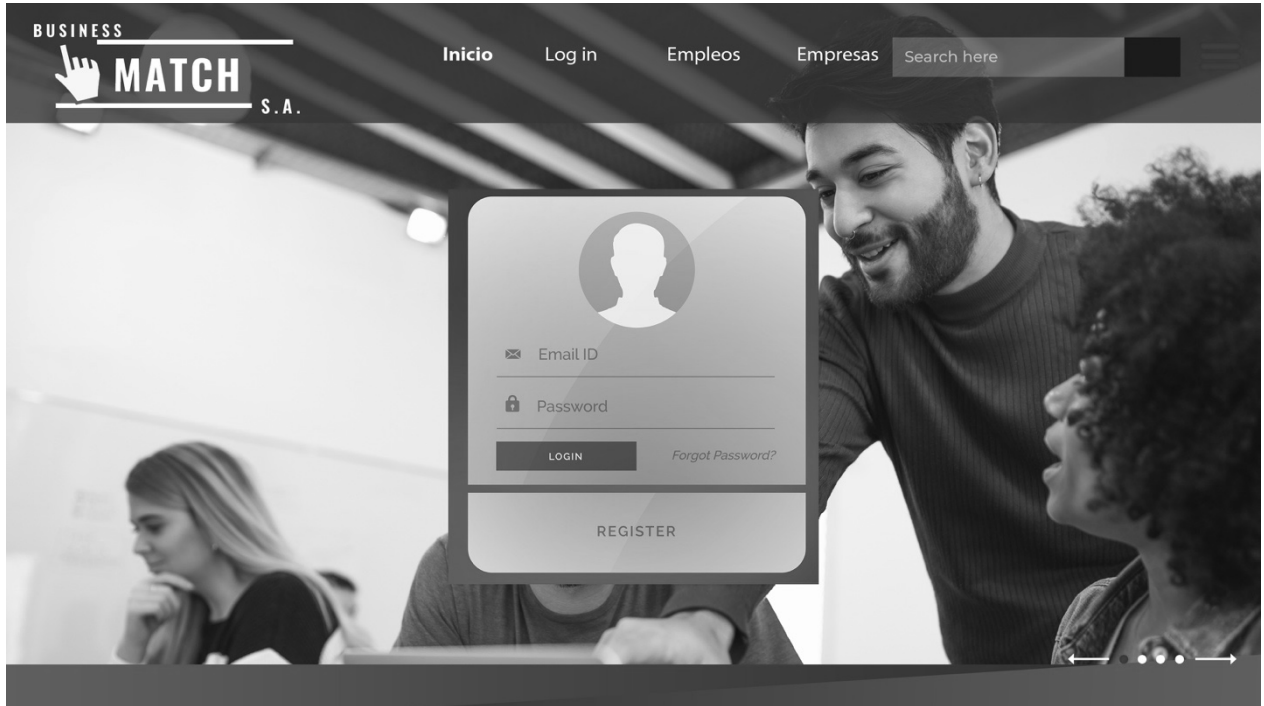 BUSINESS
MATCH
S.A.
Inicio Log in Empleos Empresas Search here
Email ID
Password
LOGIN Forgot Password?
REGISTER